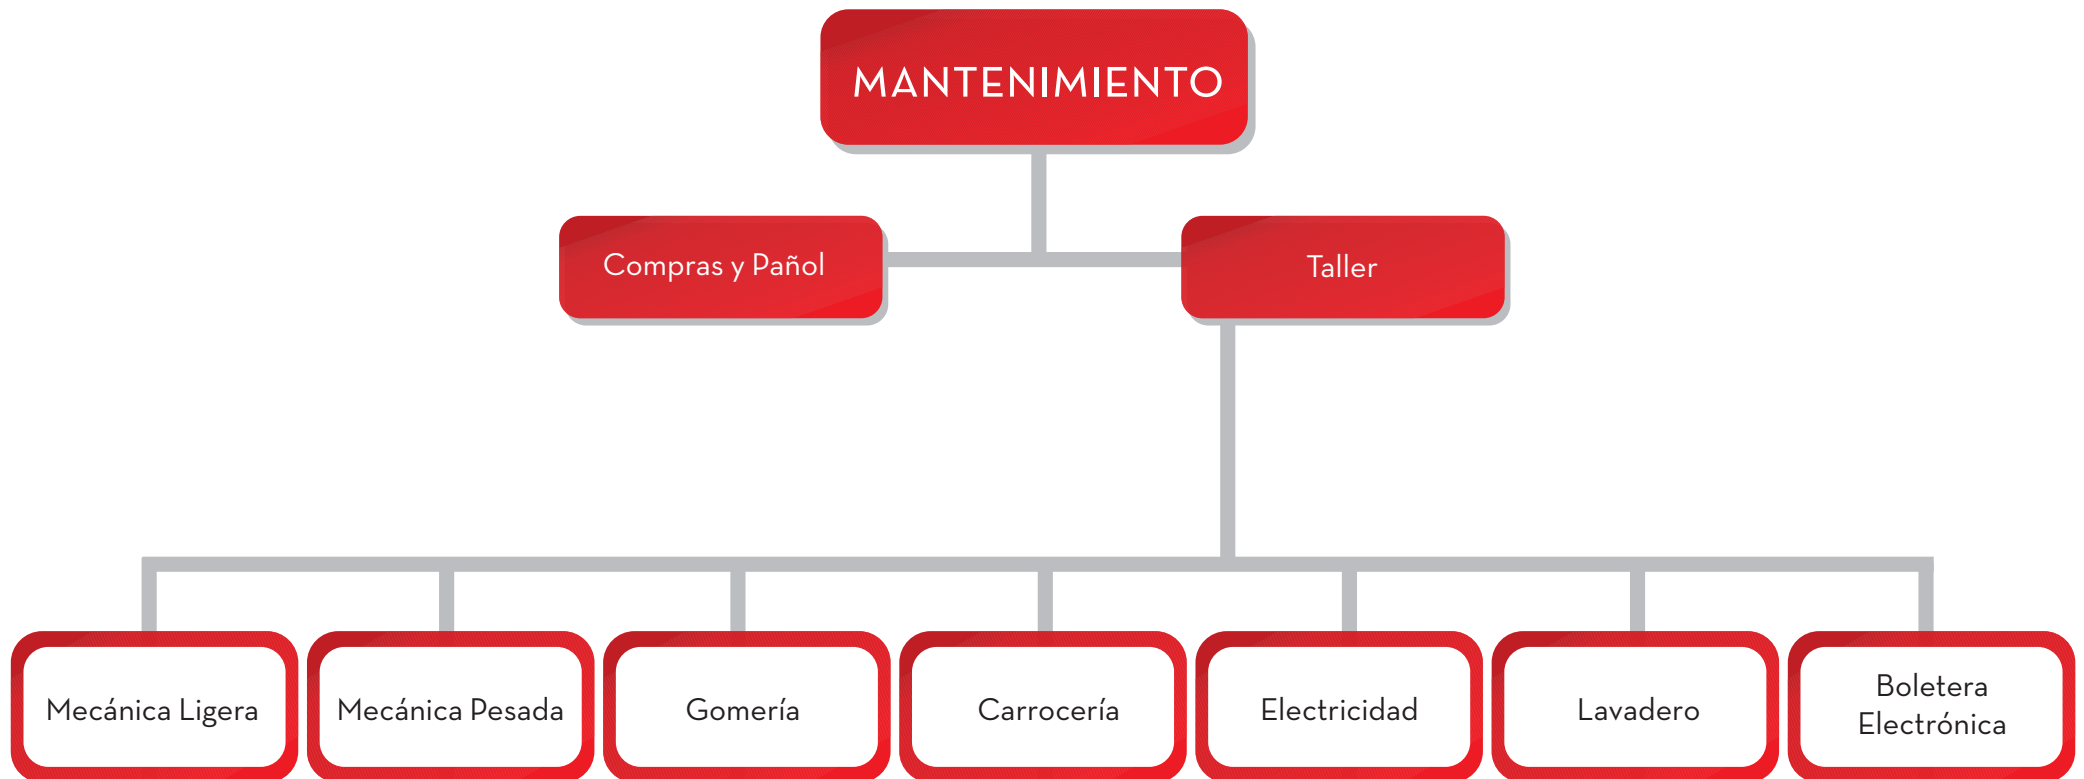 MANTENIMIENTO
Compras y Pañol
Taller
Mecánica Ligera
Mecánica Pesada
Gomería
Carrocería
Electricidad
Lavadero
Boletera
Electrónica